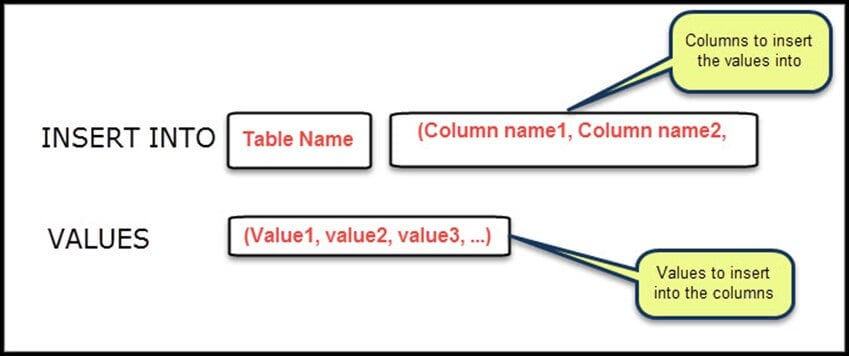 Columns to insert
the values into
INSERT INTO Table Name (Column name1, Column name2,
VALUES (Value1, value2, value3, ...)
Values to insert
into the columns